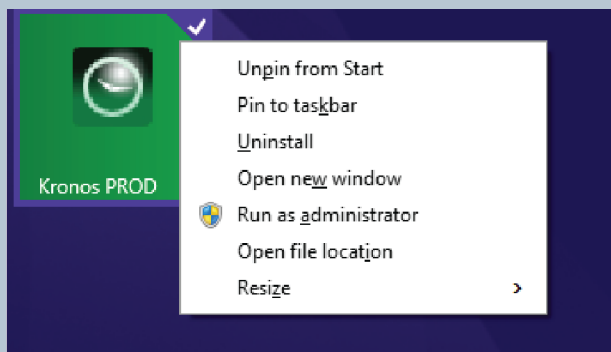 Kronos PROD
Unpin from Start
Pin to taskbar
Uninstall
Open new window
Run as administrator
Open file location
Resize